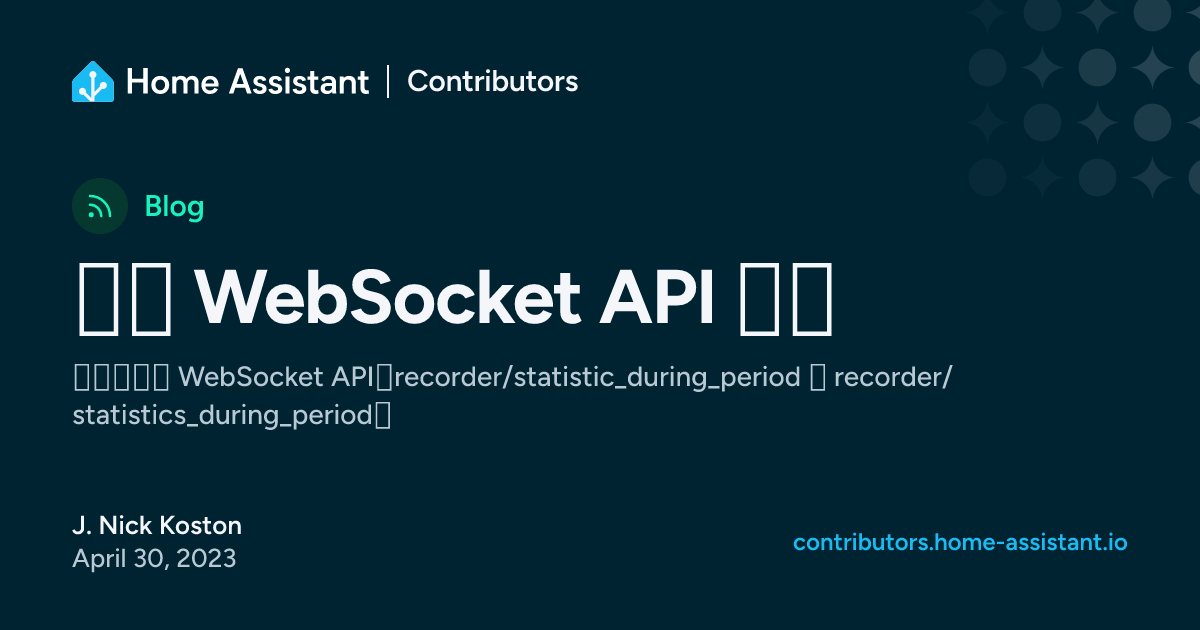 Home Assistant | Contributors
Blog
WebSocket API
WebSocket API recorder/statistic_during_period recorder/
statistics_during_period
J. Nick Koston
April 30, 2023
contributors.home-assistant.io